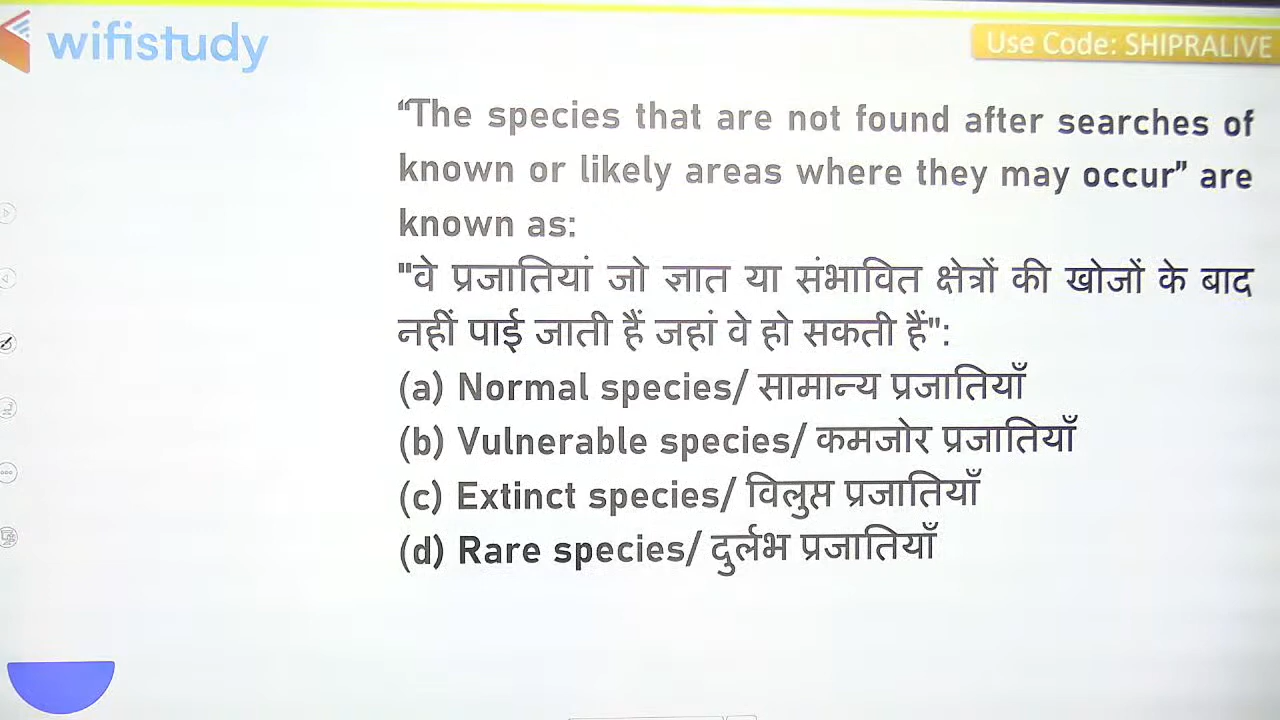 wifistudy
Use Code: SHIPRALIVE
“The species that are not found after searches of
known or likely areas where they may occur” are
known as:
"वे प्रजातियां जो ज्ञात या संभावित क्षेत्रों की खोजों के बाद
नहीं पाई जाती हैं जहां वे हो सकती हैं":
(a) Normal species/ सामान्य प्रजातियाँ
(b) Vulnerable species/ कमजोर प्रजातियाँ
(c) Extinct species/ विलुप्त प्रजातियाँ
(d) Rare species/ दुर्लभ प्रजातियाँ